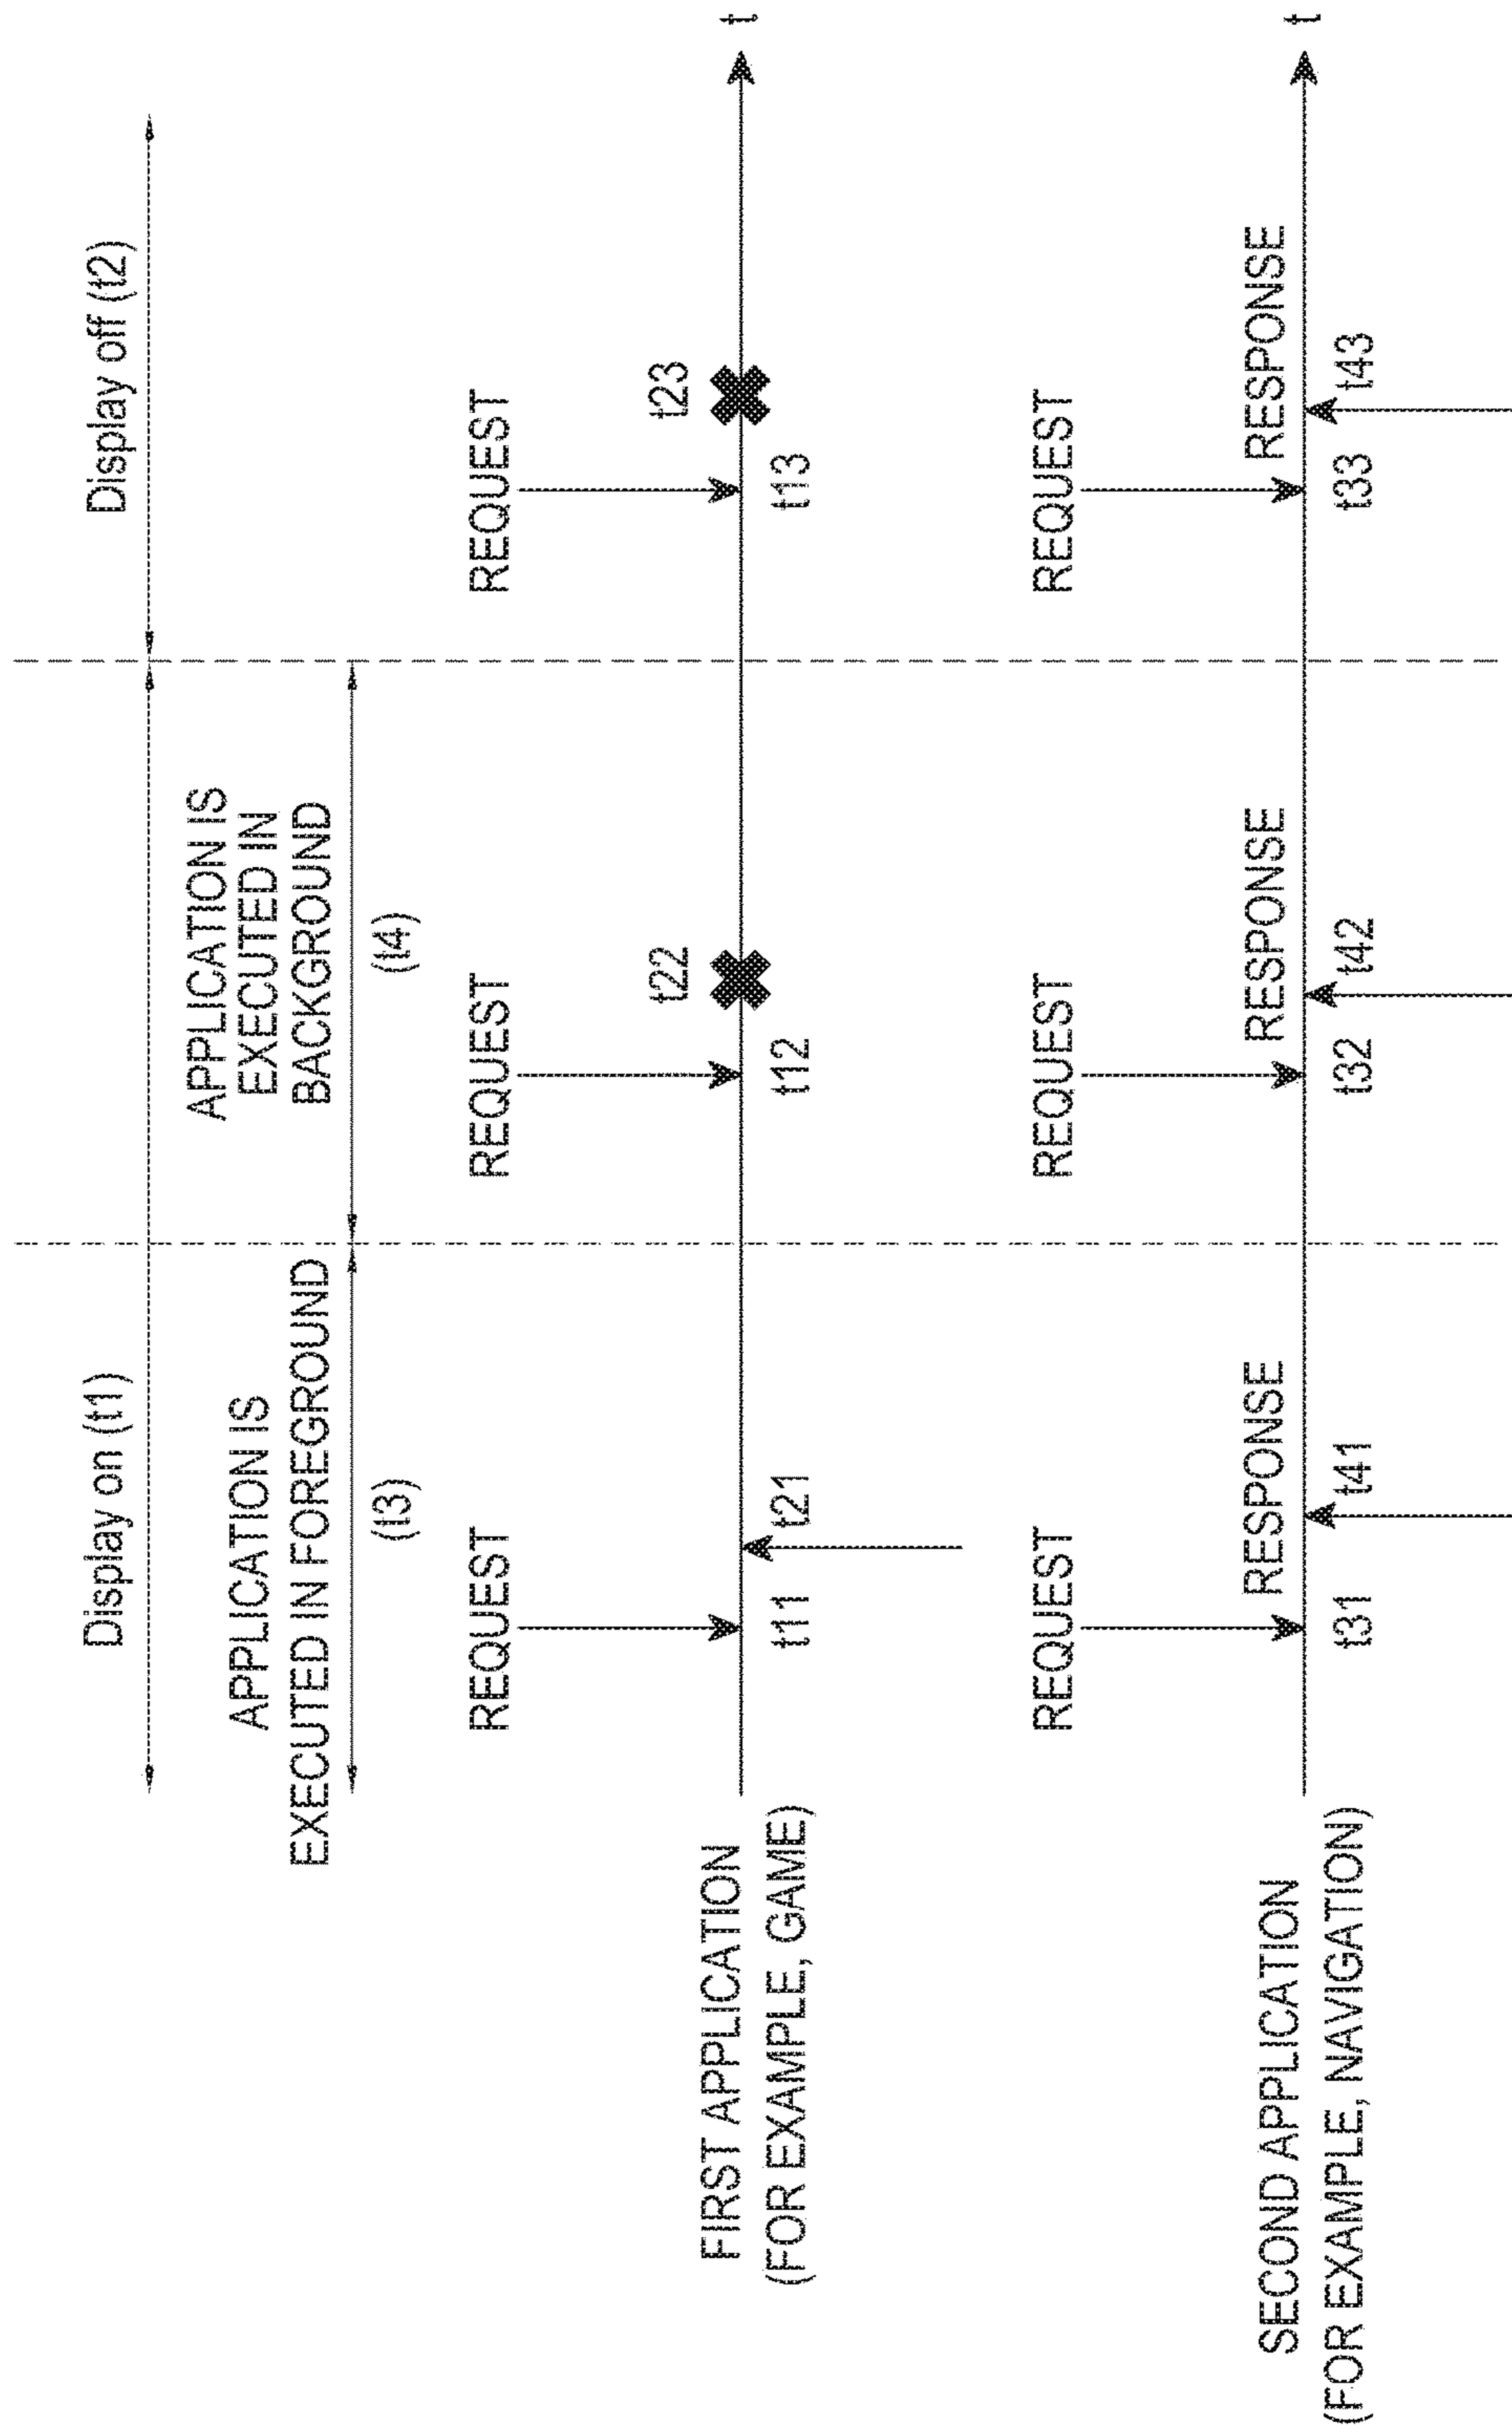 Display on (t1)
Display off (t2)
APPLICATION IS
EXECUTED IN FOREGROUND
(t3)
APPLICATION IS
EXECUTED IN
BACKGROUND
(t4)
REQUEST
REQUEST
REQUEST
t22
t23
FIRST APPLICATION
(FOR EXAMPLE, GAME)
t
t11
t21
t12
t13
REQUEST
REQUEST
REQUEST
RESPONSE
RESPONSE
RESPONSE
SECOND APPLICATION
(FOR EXAMPLE, NAVIGATION)
t
t31
t41
t32
t42
t33
t43